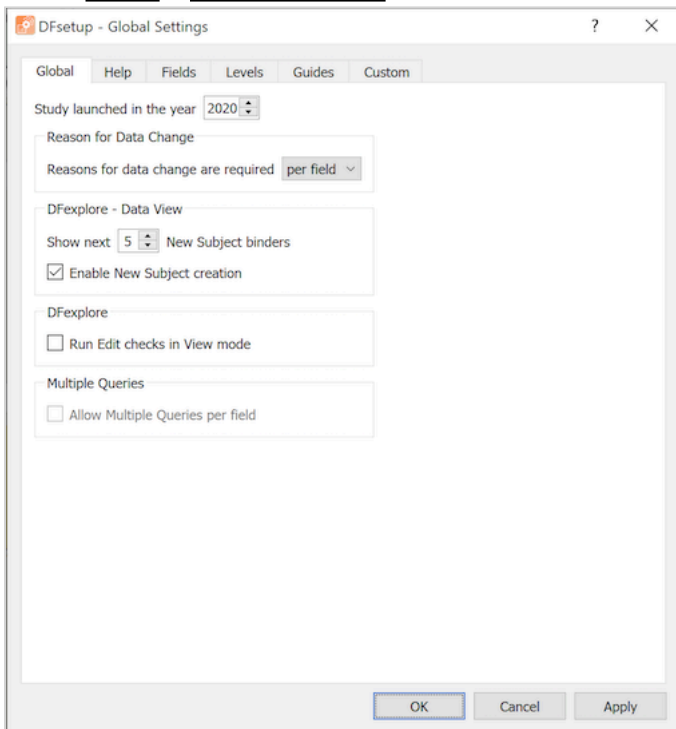 DFsetup - Global Settings ? ×
Global Help Fields Levels Guides Custom
Study launched in the year 2020
Reason for Data Change
Reasons for data change are required per field
DFexplore - Data View
Show next 5 New Subject binders
Enable New Subject creation
DFexplore
Run Edit checks in View mode
Multiple Queries
Allow Multiple Queries per field
OK Cancel Apply